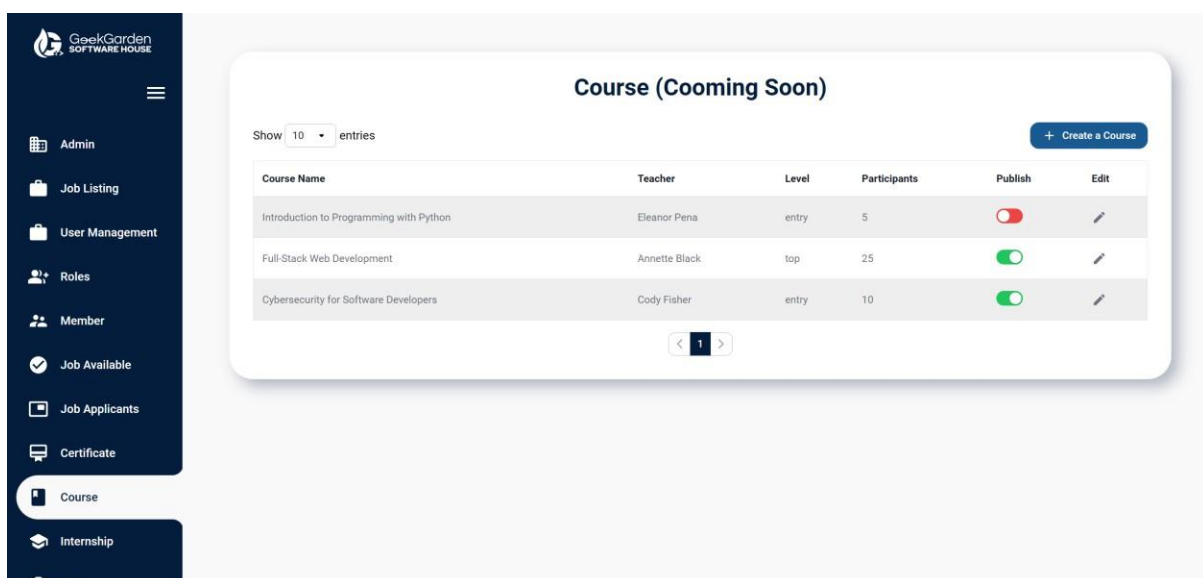 GeekGarden
SOFTWARE HOUSE
Admin
Job Listing
User Management
Roles
Member
Job Available
Job Applicants
Certificate
Course
Internship
Course (Cooming Soon)
Show 10 entries
+ Create a Course
Course Name Teacher Level Participants Publish Edit
Introduction to Programming with Python Eleanor Pena entry 5
Full-Stack Web Development Annette Black top 25
Cybersecurity for Software Developers Cody Fisher entry 10
< 1 >